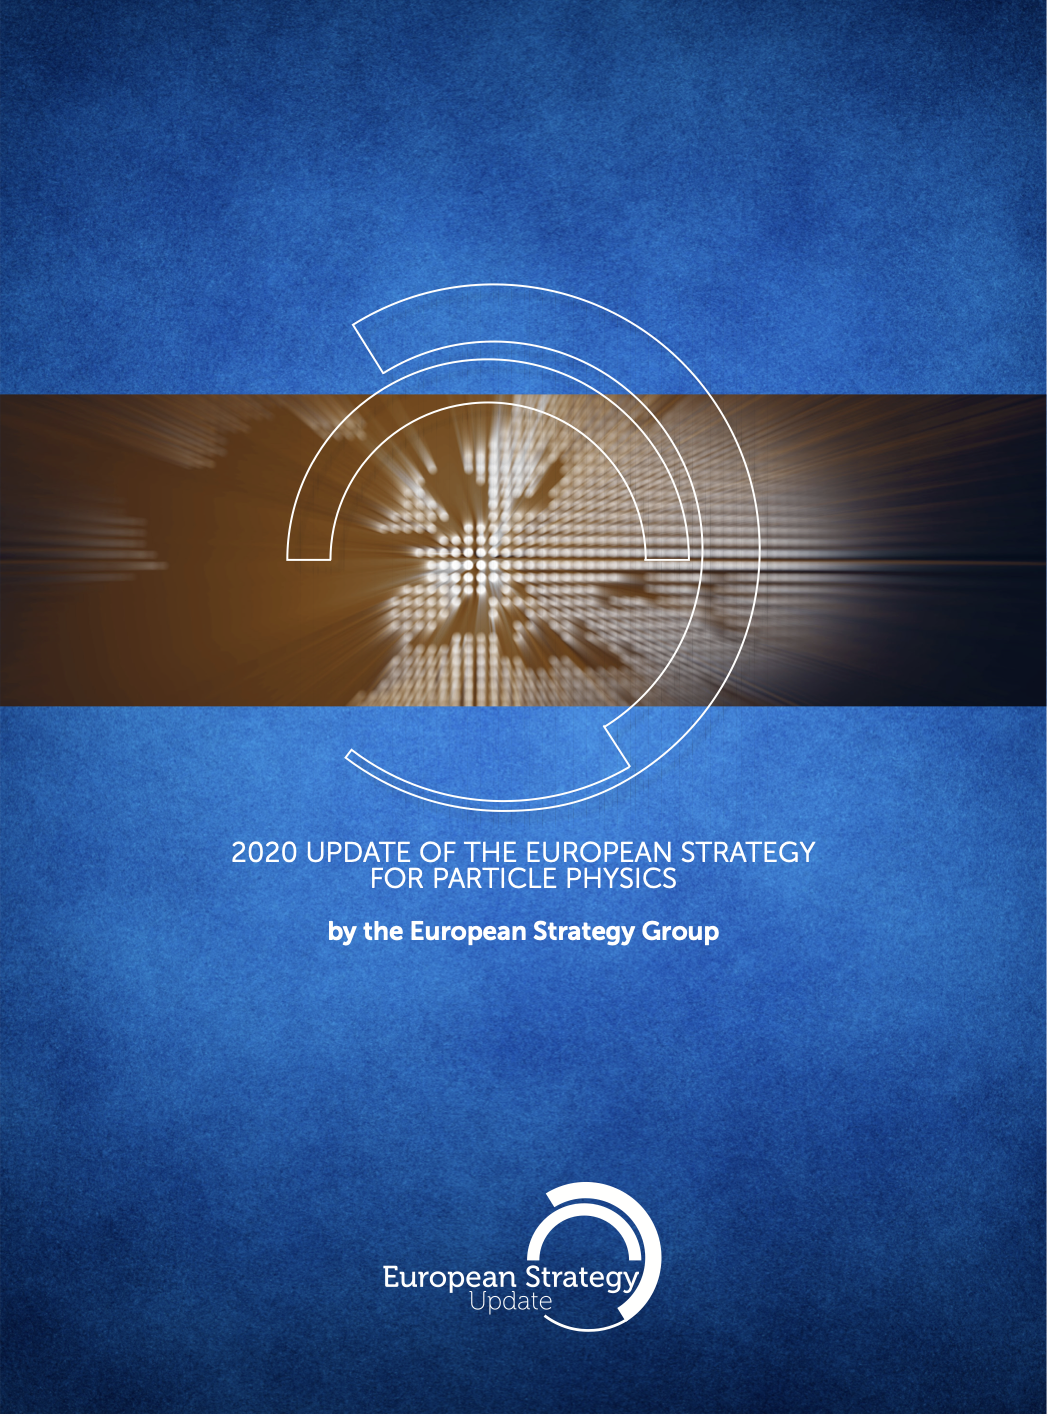 2020 UPDATE OF THE EUROPEAN STRATEGY
FOR PARTICLE PHYSICS
by the European Strategy Group
European Strategy
Update